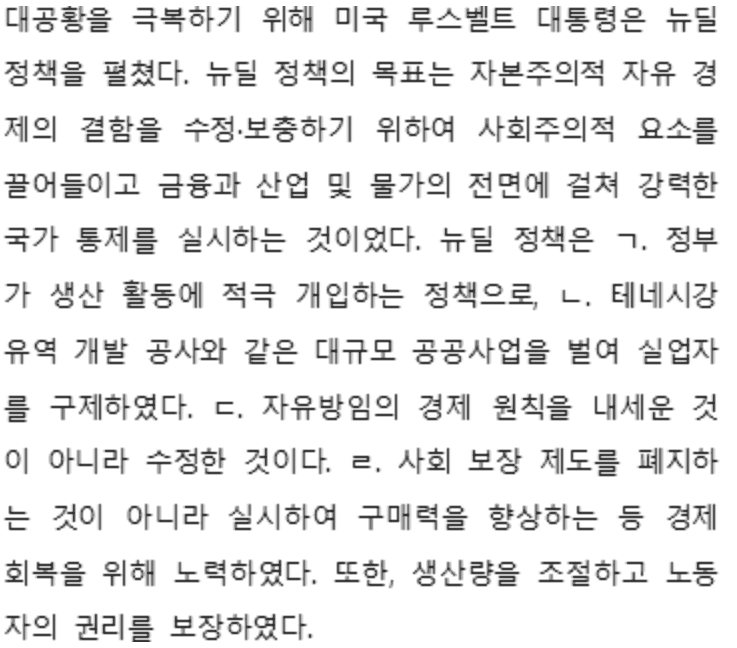 대공황을 극복하기 위해 미국 루스벨트 대통령은 뉴딜
정책을 펼쳤다. 뉴딜 정책의 목표는 자본주의적 자유 경
제의 결함을 수정·보충하기 위하여 사회주의적 요소를
끌어들이고 금융과 산업 및 물가의 전면에 걸쳐 강력한
국가 통제를 실시하는 것이었다. 뉴딜 정책은 ㄱ. 정부
가 생산 활동에 적극 개입하는 정책으로, ㄴ. 테네시강
유역 개발 공사와 같은 대규모 공공사업을 벌여 실업자
를 구제하였다. ㄷ. 자유방임의 경제 원칙을 내세운 것
이 아니라 수정한 것이다. ㄹ. 사회 보장 제도를 폐지하
는 것이 아니라 실시하여 구매력을 향상하는 등 경제
회복을 위해 노력하였다. 또한, 생산량을 조절하고 노동
자의 권리를 보장하였다.